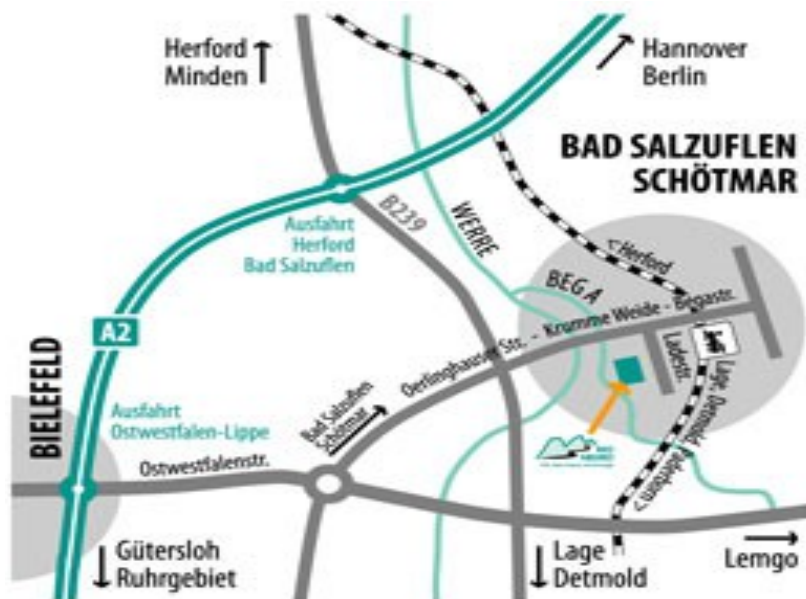 Herford
Minden
Hannover
Berlin
BAD SALZUFLEN
SCHÖTMAR
B239
WERRE
Ausfahrt
Herford
Bad Salzuflen
<Herford
BEGA
A2
Oerlinghauser Str. - Krumme Weide - Begastr.
Ladestr.
BIELEFELD
Ausfahrt
Ostwestfalen-Lippe
Bad Salzuflen
Schötmar
Lage, Detmold, Paderborn>
Ostwestfalenstr.
Gütersloh
Ruhrgebiet
Lage
Detmold
Lemgo